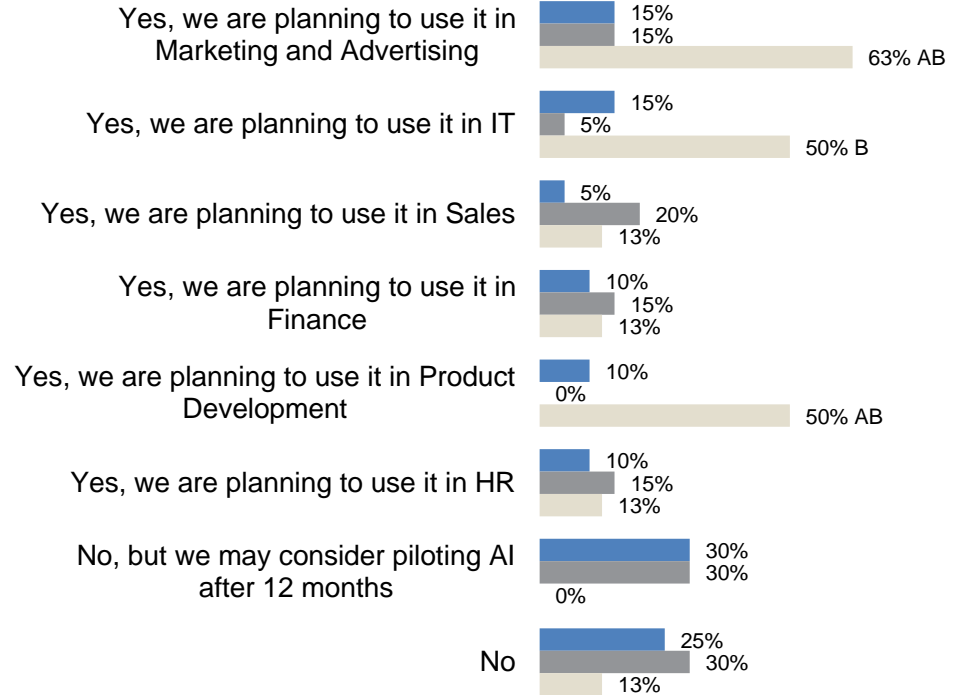 Yes, we are planning to use it in
Marketing and Advertising
15%
15%
63% AB
Yes, we are planning to use it in IT
15%
5%
50% B
Yes, we are planning to use it in Sales
5%
20%
13%
Yes, we are planning to use it in
Finance
10%
15%
13%
Yes, we are planning to use it in Product
Development
10%
0%
50% AB
Yes, we are planning to use it in HR
10%
15%
13%
No, but we may consider piloting AI
after 12 months
30%
30%
0%
No
25%
30%
13%